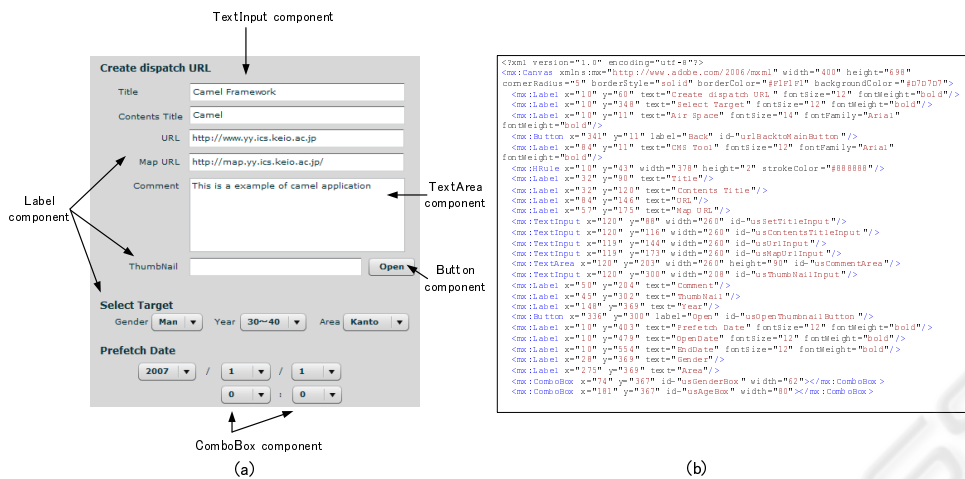 TextInput component
Create dispatch URL
Title
Camel Framework
Contents Title
Camel
URL
http://www.yy.ics.keio.ac.jp
Map URL
http://map.yy.ics.keio.ac.jp/
Comment
This is a example of camel application
Label
component
TextArea
component
ThumbNail
Open
Button
component
Select Target
Gender Man Year 30～40 Area Kanto
Prefetch Date
2007 / 1 / 1
0 : 0
ComboBox component
(a)
<?xml version="1.0" encoding="utf-8"?>
<mx:Canvas xmlns:mx="http://www.adobe.com/2006/mxml" width="400" height="698"
cornerRadius="5" borderStyle="solid" borderColor="#F1F1F1" backgroundColor="#D7D7D7">
<mx:Label x="10" y="60" text="Create dispatch URL" fontSize="12" fontWeight="bold"/>
<mx:Label x="10" y="348" text="Select Target" fontSize="12" fontWeight="bold"/>
<mx:Label x="10" y="11" text="Air Space" fontSize="14" fontFamily="Arial"
fontWeight="bold"/>
<mx:Button x="341" y="11" label="Back" id="urlBacktoMainButton"/>
<mx:Label x="84" y="11" text="CMS Tool" fontSize="12" fontFamily="Arial"
fontWeight="bold"/>
<mx:HRule x="10" y="43" width="378" height="2" strokeColor="#888888"/>
<mx:Label x="32" y="90" text="Title"/>
<mx:Label x="32" y="120" text="Contents Title"/>
<mx:Label x="84" y="146" text="URL"/>
<mx:Label x="57" y="175" text="Map URL"/>
<mx:TextInput x="120" y="88" width="260" id="usSetTitleInput"/>
<mx:TextInput x="120" y="116" width="260" id="usContentsTitleInput"/>
<mx:TextInput x="119" y="144" width="260" id="usUrlInput"/>
<mx:TextInput x="119" y="173" width="260" id="usMapUrlInput"/>
<mx:TextArea x="120" y="203" width="260" height="90" id="usCommentArea"/>
<mx:TextInput x="120" y="300" width="208" id="usThumbNailInput"/>
<mx:Label x="50" y="204" text="Comment"/>
<mx:Label x="45" y="302" text="ThumbNail"/>
<mx:Label x="148" y="369" text="Year"/>
<mx:Button x="336" y="300" label="Open" id="usOpenThumbnailButton"/>
<mx:Label x="10" y="403" text="Prefetch Date" fontSize="12" fontWeight="bold"/>
<mx:Label x="10" y="479" text="OpenDate" fontSize="12" fontWeight="bold"/>
<mx:Label x="10" y="554" text="EndDate" fontSize="12" fontWeight="bold"/>
<mx:Label x="28" y="369" text="Gender"/>
<mx:Label x="275" y="369" text="Area"/>
<mx:ComboBox x="74" y="367" id="usGenderBox" width="62"></mx:ComboBox>
<mx:ComboBox x="181" y="367" id="usAgeBox" width="80"></mx:ComboBox>
(b)